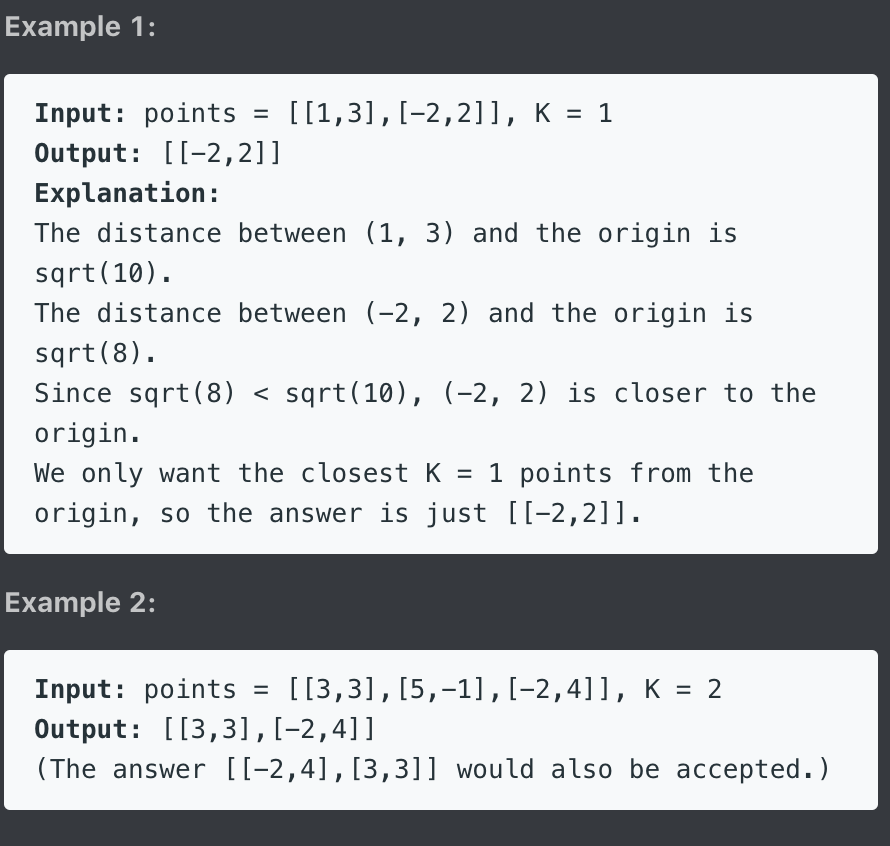 Example 1:
Input: points = [[1,3],[−2,2]], K = 1
Output: [[−2,2]]
Explanation:
The distance between (1, 3) and the origin is
sqrt(10).
The distance between (−2, 2) and the origin is
sqrt(8).
Since sqrt(8) < sqrt(10), (−2, 2) is closer to the
origin.
We only want the closest K = 1 points from the
origin, so the answer is just [[−2,2]].
Example 2:
Input: points = [[3,3],[5,−1],[−2,4]], K = 2
Output: [[3,3],[−2,4]]
(The answer [[−2,4],[3,3]] would also be accepted.)